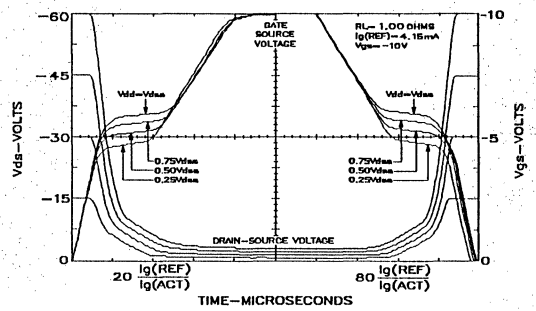 -60
-45
-30
-15
0
Vds-VOLTS
GATE
SOURCE
VOLTAGE
RL= 1.00 OHMS
Ig(REF)= 4.15mA
Vgs= -10V
-10
-5
0
Vgs-VOLTS
Vdd=Vdss
0.75Vdss
0.50Vdss
0.25Vdss
0.75Vdss
0.50Vdss
0.25Vdss
DRAIN-SOURCE VOLTAGE
20 Ig(REF)
Ig(ACT)
80 Ig(REF)
Ig(ACT)
TIME-MICROSECONDS